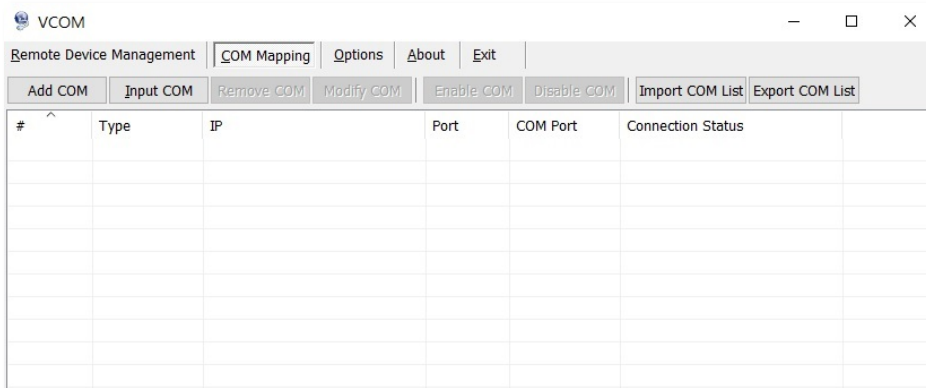 VCOM
Remote Device Management COM Mapping Options About Exit
Add COM Input COM Remove COM Modify COM Enable COM Disable COM Import COM List Export COM List
# Type IP Port COM Port Connection Status